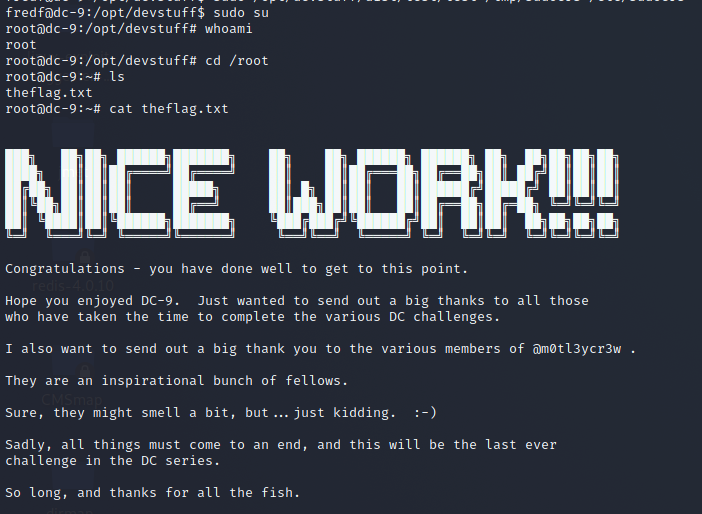 fredf@dc-9:/opt/devstuff$ sudo su
root@dc-9:/opt/devstuff# whoami
root
root@dc-9:/opt/devstuff# cd /root
root@dc-9:~# ls
theflag.txt
root@dc-9:~# cat theflag.txt
NICE WORK!!!
Congratulations - you have done well to get to this point.
Hope you enjoyed DC-9.  Just wanted to send out a big thanks to all those
who have taken the time to complete the various DC challenges.
I also want to send out a big thank you to the various members of @m0tl3ycr3w .
They are an inspirational bunch of fellows.
Sure, they might smell a bit, but...just kidding.  :-)
Sadly, all things must come to an end, and this will be the last ever
challenge in the DC series.
So long, and thanks for all the fish.
redis-4.0.10
CMSmap